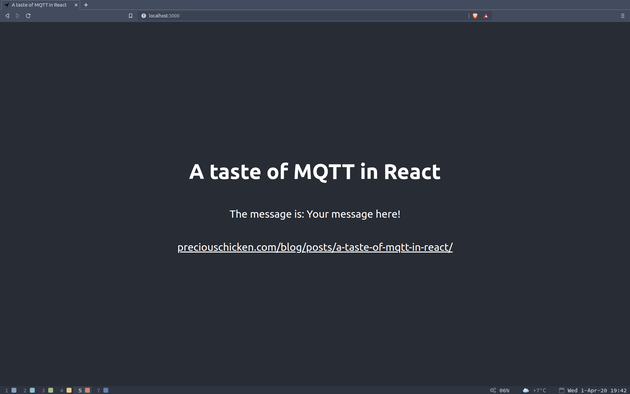 A taste of MQTT in React
localhost:3000
A taste of MQTT in React
The message is: Your message here!
preciouschicken.com/blog/posts/a-taste-of-mqtt-in-react/
1 2 3 4 5 7 06% +7°C Wed 1-Apr-20 19:42